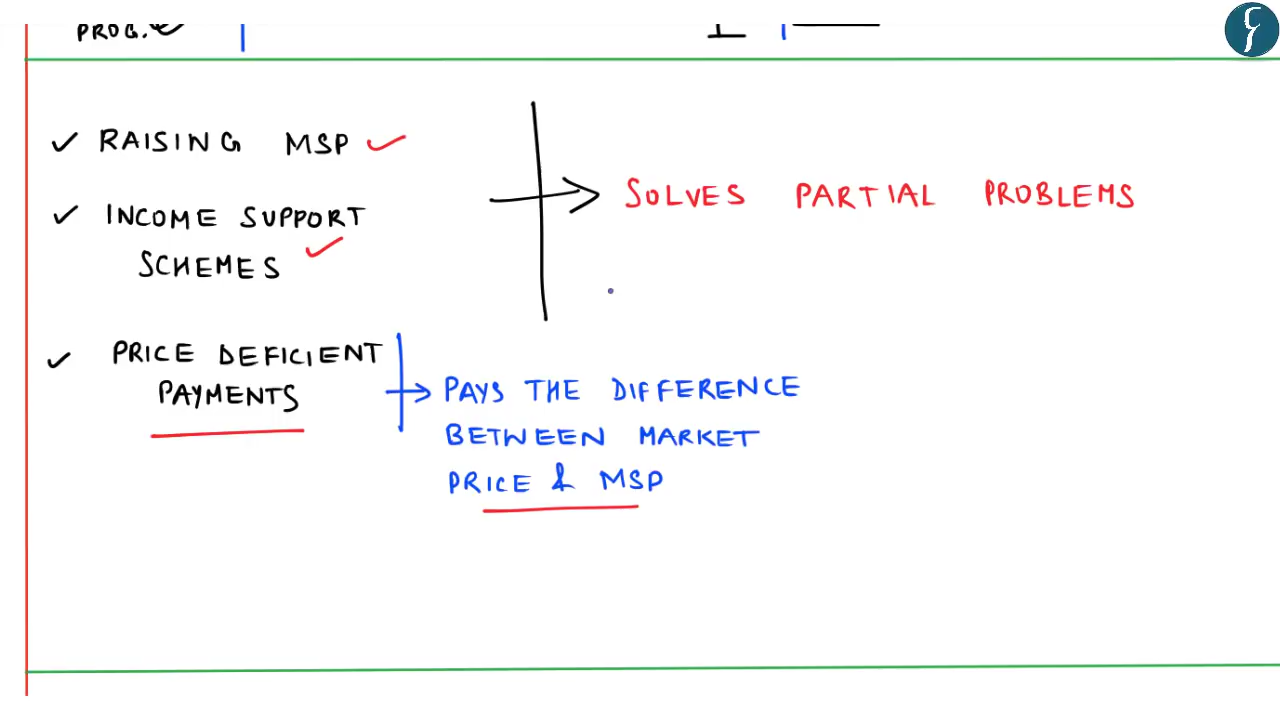 PROG.
RAISING MSP
SOLVES PARTIAL PROBLEMS
INCOME SUPPORT
SCHEMES
PRICE DEFICIENT
PAYMENTS
PAYS THE DIFFERENCE
BETWEEN MARKET
PRICE & MSP